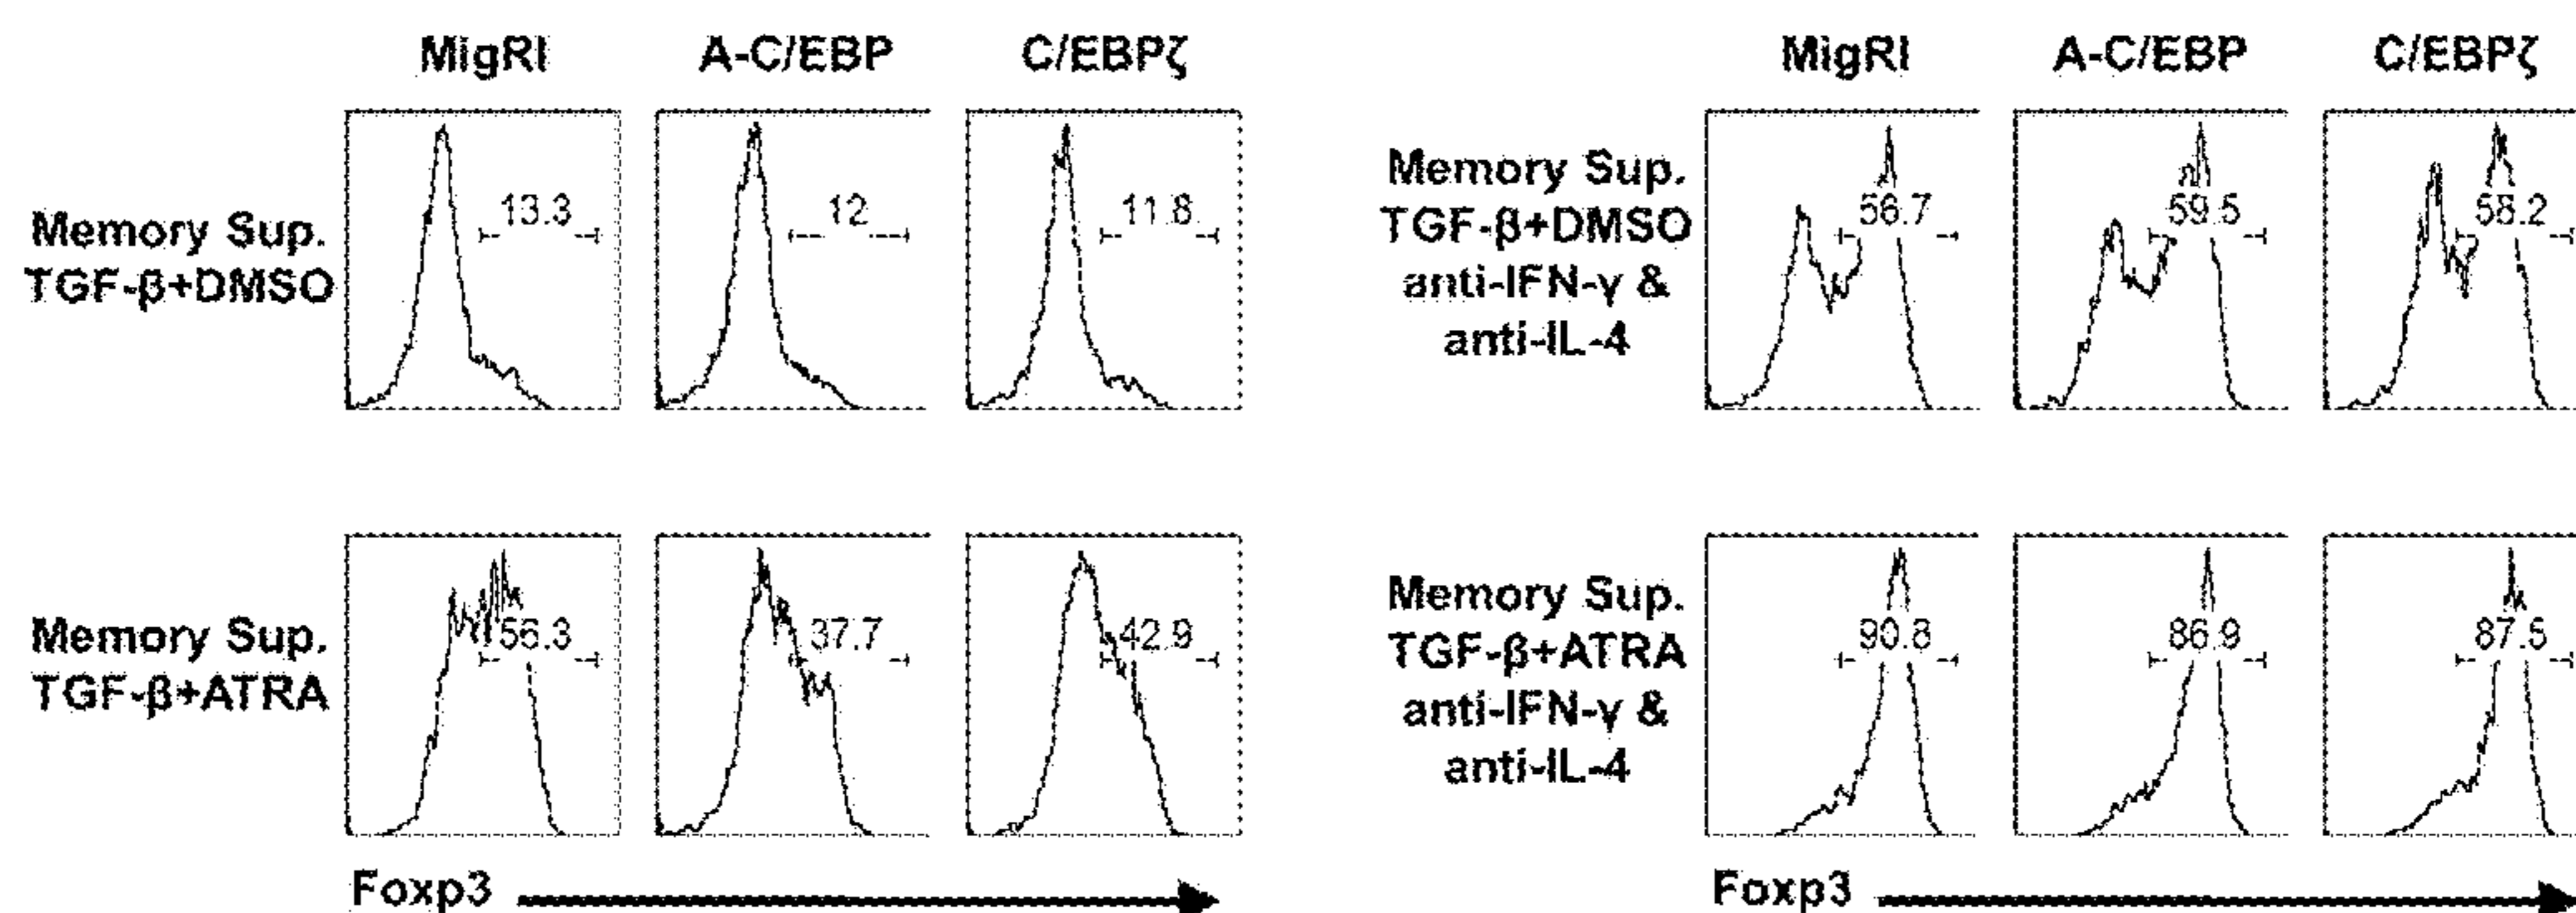 MigRI A-C/EBP C/EBPζ
Memory Sup.
TGF-β+DMSO
13.3 12 11.8
Memory Sup.
TGF-β+ATRA
56.3 37.7 42.9
Foxp3
MigRI A-C/EBP C/EBPζ
Memory Sup.
TGF-β+DMSO
anti-IFN-γ &
anti-IL-4
56.7 59.5 58.2
Memory Sup.
TGF-β+ATRA
anti-IFN-γ &
anti-IL-4
90.8 86.9 87.5
Foxp3